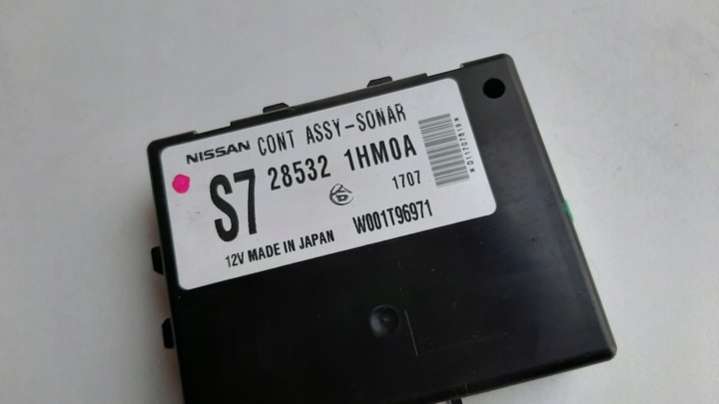 NISSAN CONT ASSY-SONAR
S7 28532 1HM0A
1707
12V MADE IN JAPAN W001T96971